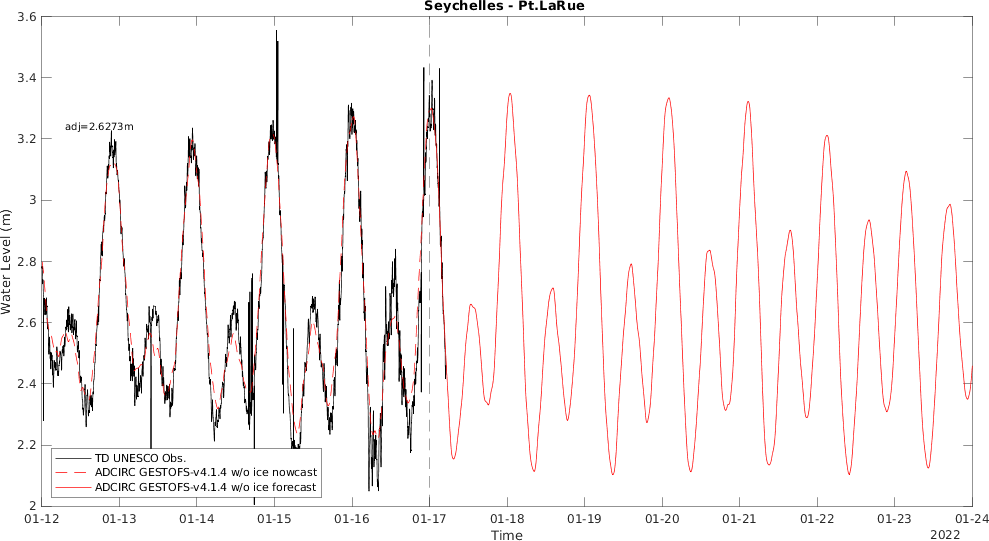 Seychelles - Pt.LaRue
3.6
3.4
3.2
3
2.8
2.6
2.4
2.2
2
Water Level (m)
adj=2.6273m
TD UNESCO Obs.
ADCIRC GESTOFS-v4.1.4 w/o ice nowcast
ADCIRC GESTOFS-v4.1.4 w/o ice forecast
01-12 01-13 01-14 01-15 01-16 01-17 01-18 01-19 01-20 01-21 01-22 01-23 01-24
Time
2022